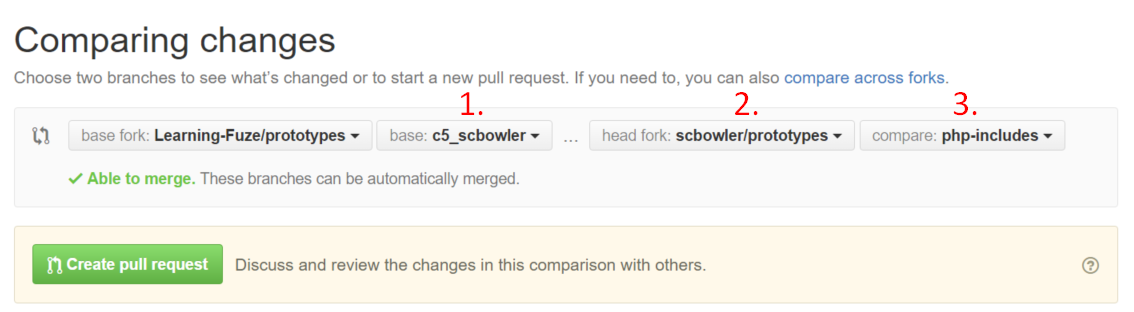 Comparing changes
Choose two branches to see what's changed or to start a new pull request. If you need to, you can also compare across forks.
1. 2. 3.
base fork: Learning-Fuze/prototypes base: c5_scbowler ... head fork: scbowler/prototypes compare: php-includes
Able to merge. These branches can be automatically merged.
Create pull request Discuss and review the changes in this comparison with others. ?